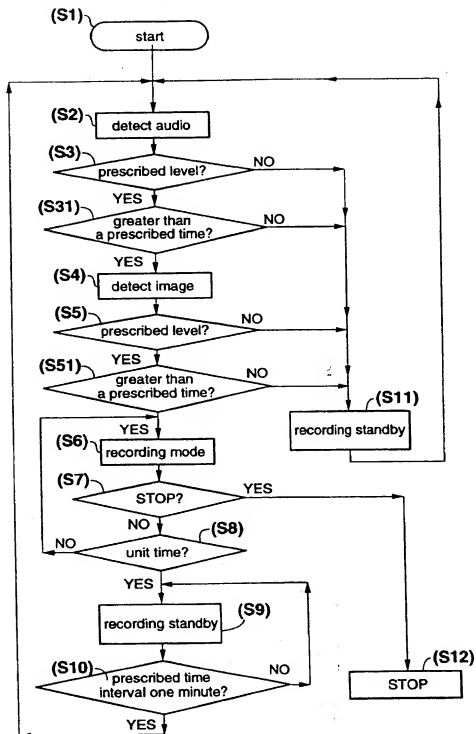 (S1)
start
(S2)
detect audio
(S3)
prescribed level?
NO
YES
(S31)
greater than
a prescribed time?
NO
YES
(S4)
detect image
(S5)
prescribed level?
NO
YES
(S51)
greater than
a prescribed time?
NO
YES
(S11)
recording standby
(S6)
recording mode
(S7)
STOP?
YES
NO
(S8)
unit time?
NO
YES
(S9)
recording standby
(S10)
prescribed time
interval one minute?
NO
YES
(S12)
STOP